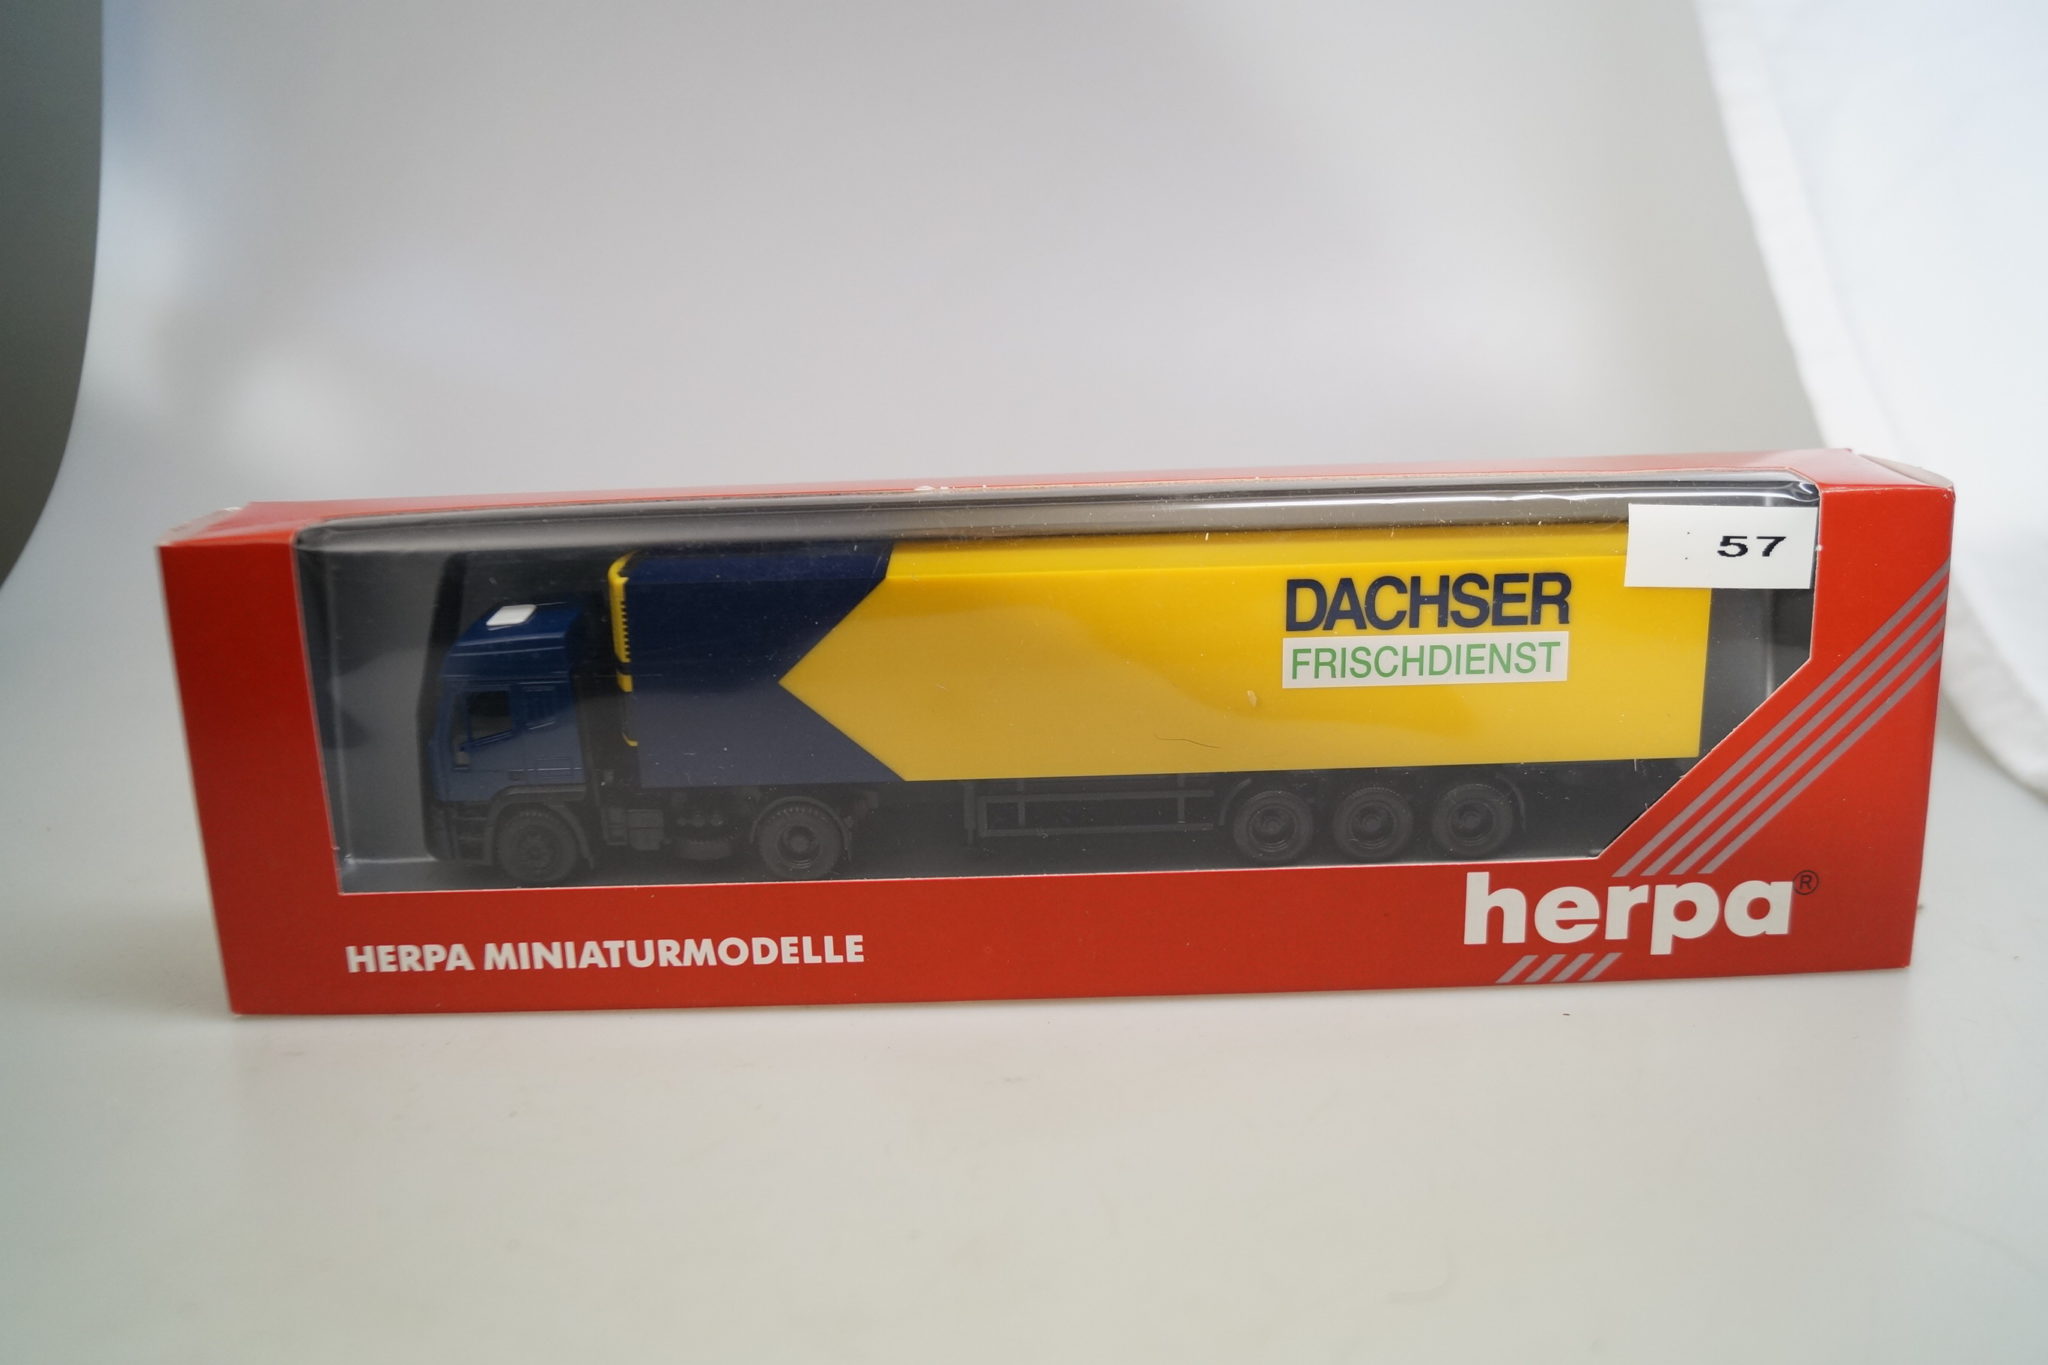 57
DACHSER
FRISCHDIENST
herpa®
HERPA MINIATURMODELLE